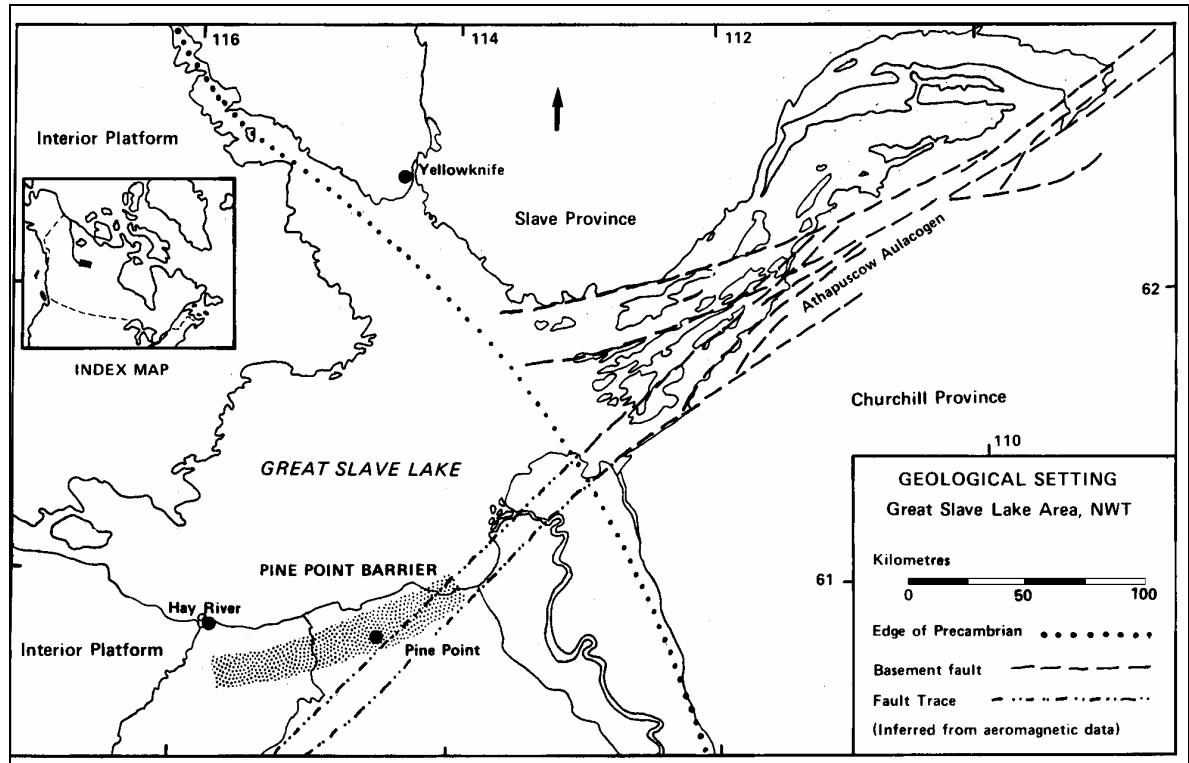 116
114
112
Interior Platform
Yellowknife
Slave Province
Athapuscow Aulacogen
62
INDEX MAP
Churchill Province
110
GREAT SLAVE LAKE
PINE POINT BARRIER
61
Hay River
Interior Platform
Pine Point
GEOLOGICAL SETTING
Great Slave Lake Area, NWT
Kilometres
0 50 100
Edge of Precambrian
Basement fault
Fault Trace
(Inferred from aeromagnetic data)